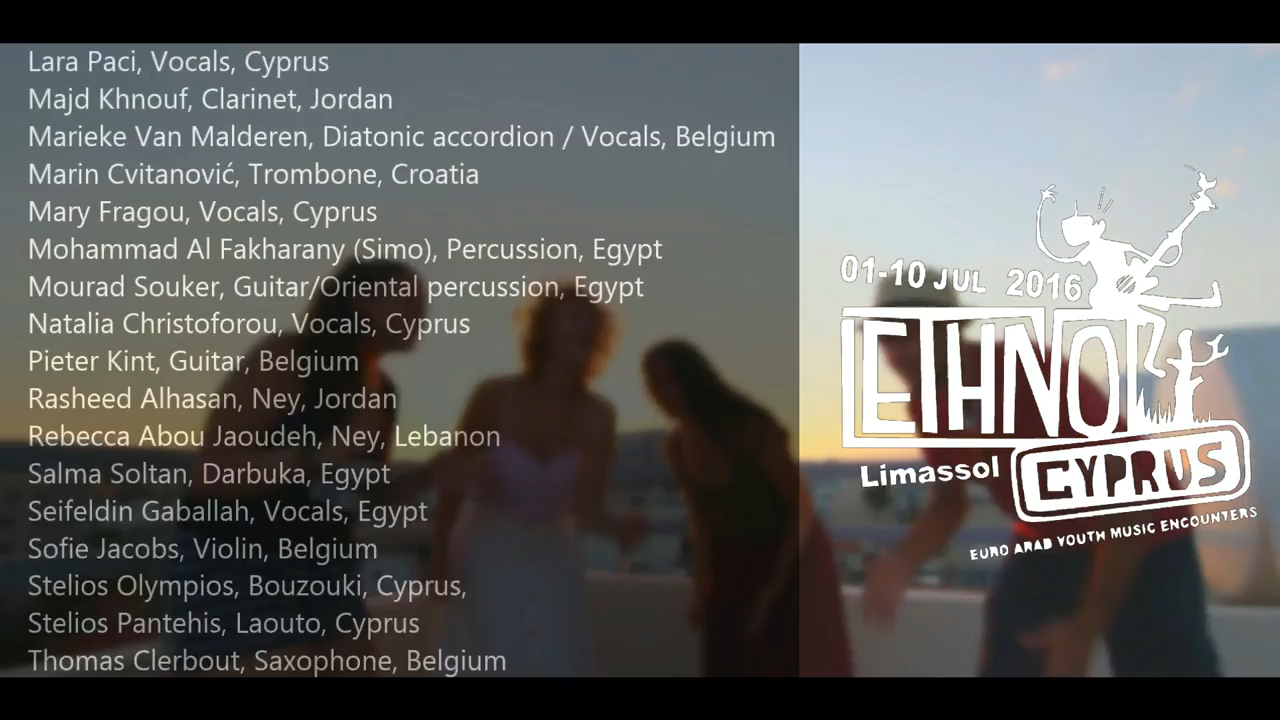 Lara Paci, Vocals, Cyprus
Majd Khnouf, Clarinet, Jordan
Marieke Van Malderen, Diatonic accordion / Vocals, Belgium
Marin Cvitanović, Trombone, Croatia
Mary Fragou, Vocals, Cyprus
Mohammad Al Fakharany (Simo), Percussion, Egypt
Mourad Souker, Guitar/Oriental percussion, Egypt
Natalia Christoforou, Vocals, Cyprus
Pieter Kint, Guitar, Belgium
Rasheed Alhasan, Ney, Jordan
Rebecca Abou Jaoudeh, Ney, Lebanon
Salma Soltan, Darbuka, Egypt
Seifeldin Gaballah, Vocals, Egypt
Sofie Jacobs, Violin, Belgium
Stelios Olympios, Bouzouki, Cyprus,
Stelios Pantehis, Laouto, Cyprus
Thomas Clerbout, Saxophone, Belgium
01-10 JUL 2016
ETHNO
Limassol CYPRUS
EURO ARAB YOUTH MUSIC ENCOUNTERS